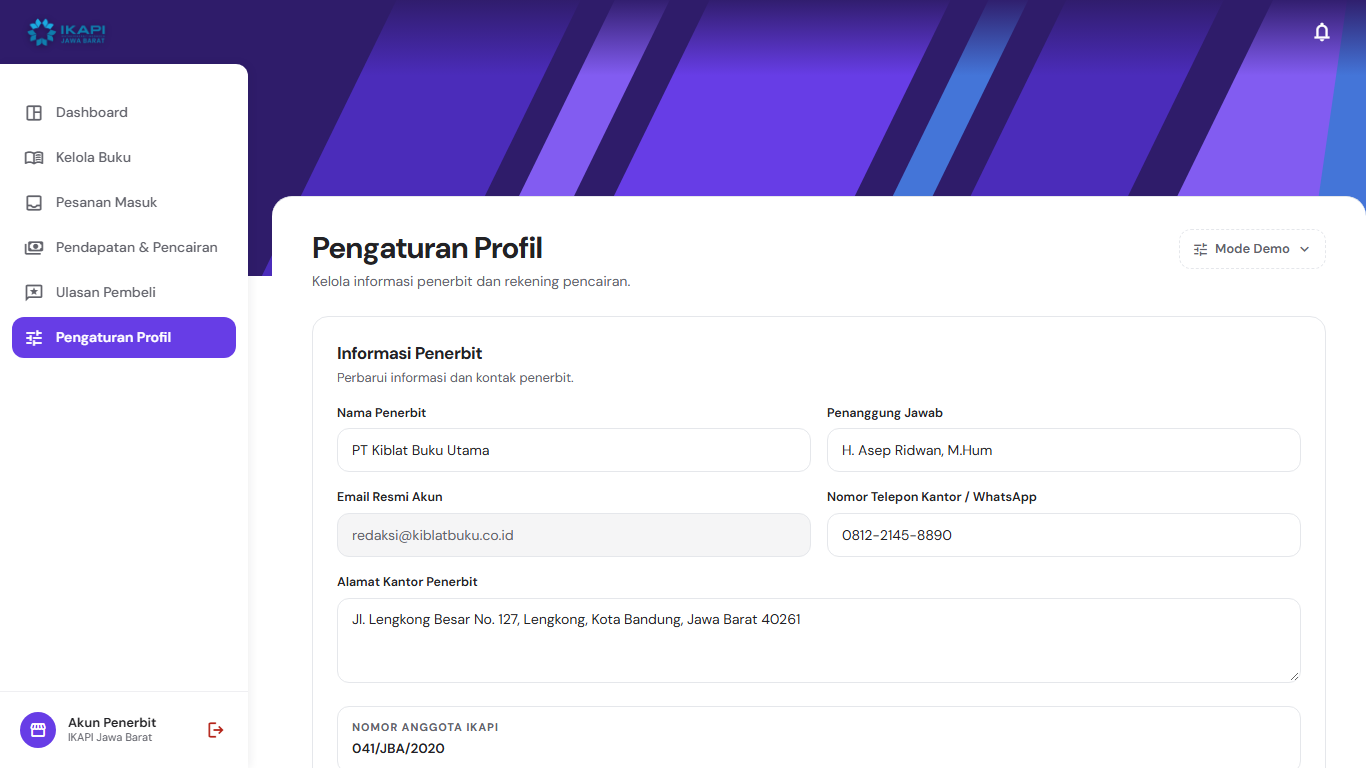 IKAPI
JAWA BARAT
Dashboard
Kelola Buku
Pesanan Masuk
Pendapatan & Pencairan
Ulasan Pembeli
Pengaturan Profil
Akun Penerbit
IKAPI Jawa Barat
Pengaturan Profil
Kelola informasi penerbit dan rekening pencairan.
Mode Demo
Informasi Penerbit
Perbarui informasi dan kontak penerbit.
Nama Penerbit
PT Kiblat Buku Utama
Penanggung Jawab
H. Asep Ridwan, M.Hum
Email Resmi Akun
redaksi@kiblatbuku.co.id
Nomor Telepon Kantor / WhatsApp
0812-2145-8890
Alamat Kantor Penerbit
Jl. Lengkong Besar No. 127, Lengkong, Kota Bandung, Jawa Barat 40261
NOMOR ANGGOTA IKAPI
041/JBA/2020